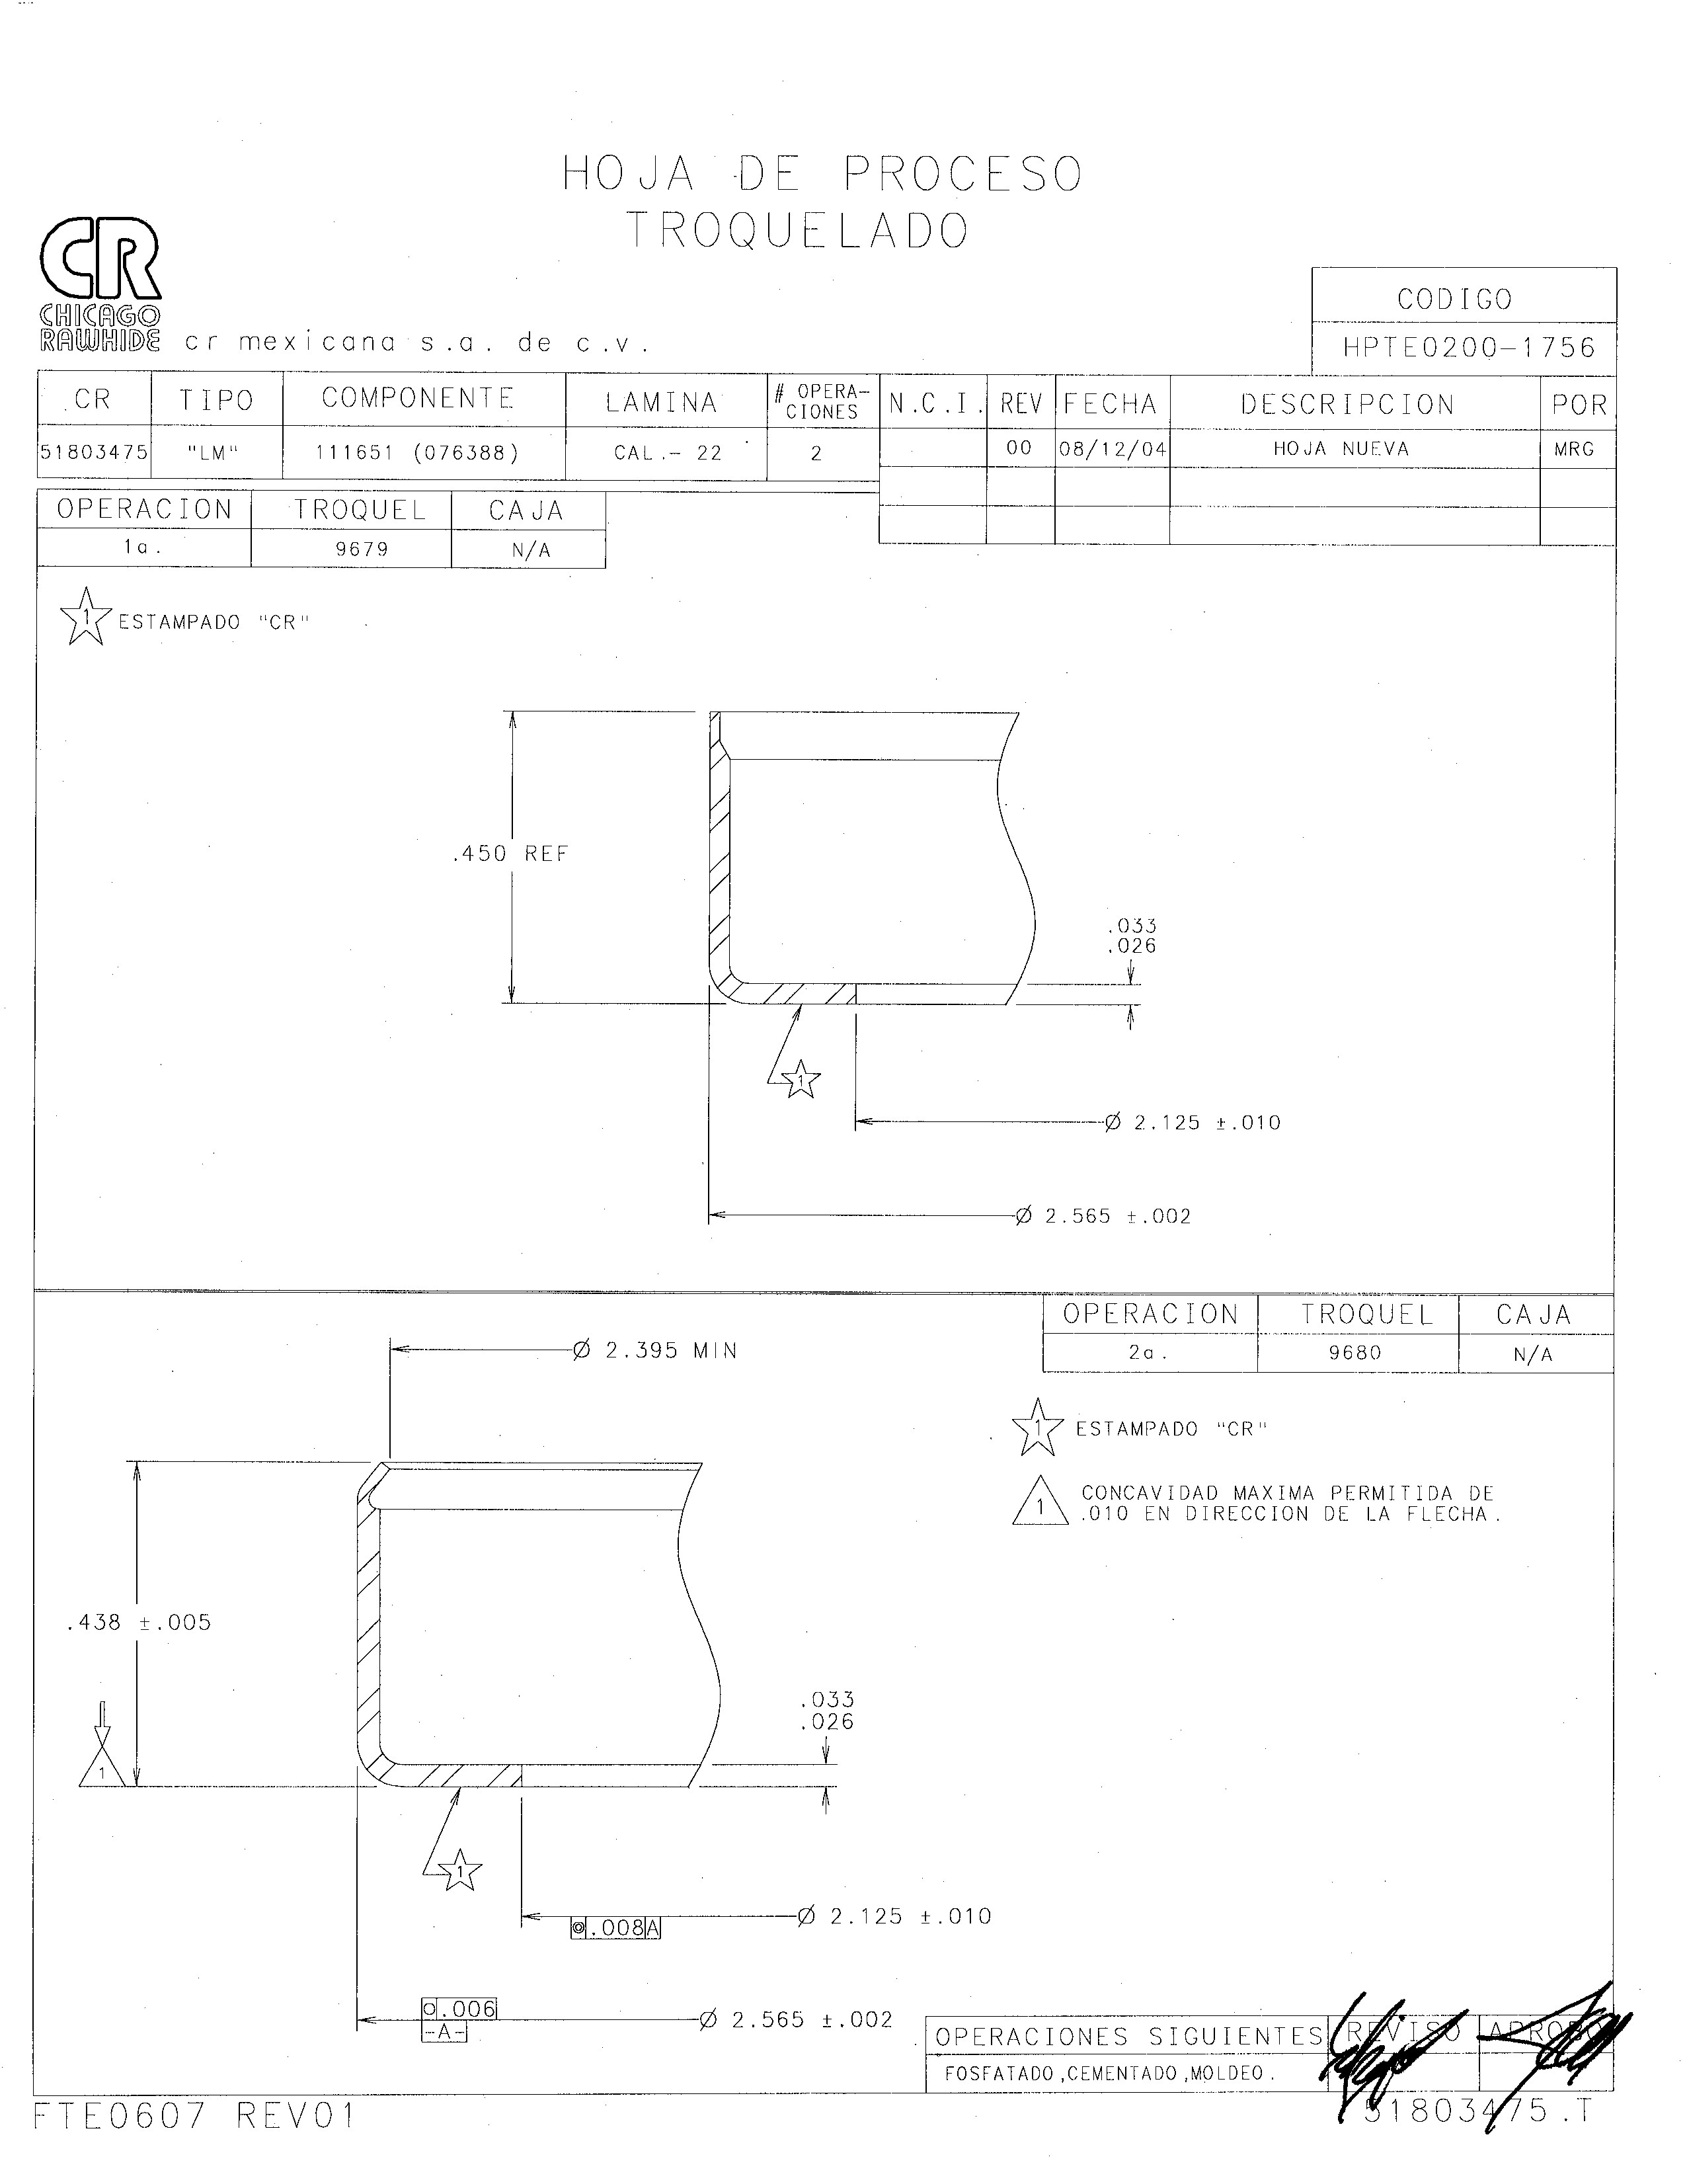 HOJA DE PROCESO
TROQUELADO
CR
CHICAGO
RAWHIDE
cr mexicana s.a. de c.v.
CODIGO
HPTE0200-1756
CR TIPO COMPONENTE LAMINA # OPERA-CIONES N.C.I. REV FECHA DESCRIPCION POR
51803475 "LM" 111651 (076388) CAL.- 22 2 00 08/12/04 HOJA NUEVA MRG
OPERACION TROQUEL CAJA
1a. 9679 N/A
1 ESTAMPADO "CR"
.450 REF
.033
.026
1
Ø 2.125 ±.010
Ø 2.565 ±.002
OPERACION TROQUEL CAJA
2a. 9680 N/A
Ø 2.395 MIN
1 ESTAMPADO "CR"
1 CONCAVIDAD MAXIMA PERMITIDA DE
.010 EN DIRECCION DE LA FLECHA.
.438 ±.005
.033
.026
1
1
Ø 2.125 ±.010
◎ .008 A
○ .006
-A-
Ø 2.565 ±.002
OPERACIONES SIGUIENTES REVISO APROBO
FOSFATADO,CEMENTADO,MOLDEO.
FTE0607 REV01
51803475.T